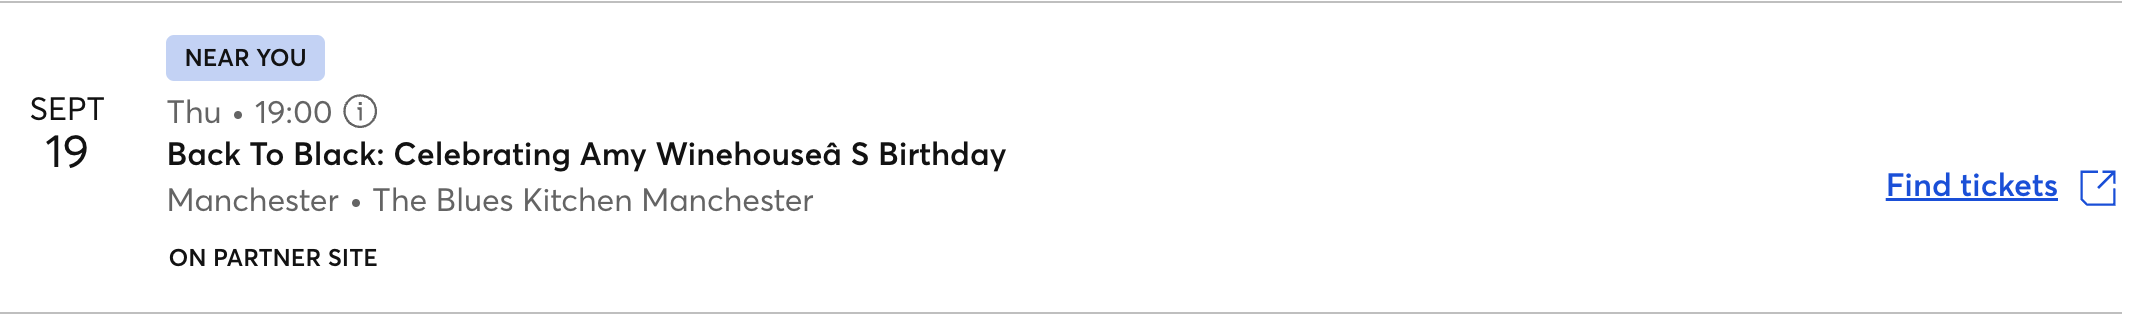 NEAR YOU
SEPT
19
Thu • 19:00
Back To Black: Celebrating Amy Winehouseâ S Birthday
Manchester • The Blues Kitchen Manchester
ON PARTNER SITE
Find tickets